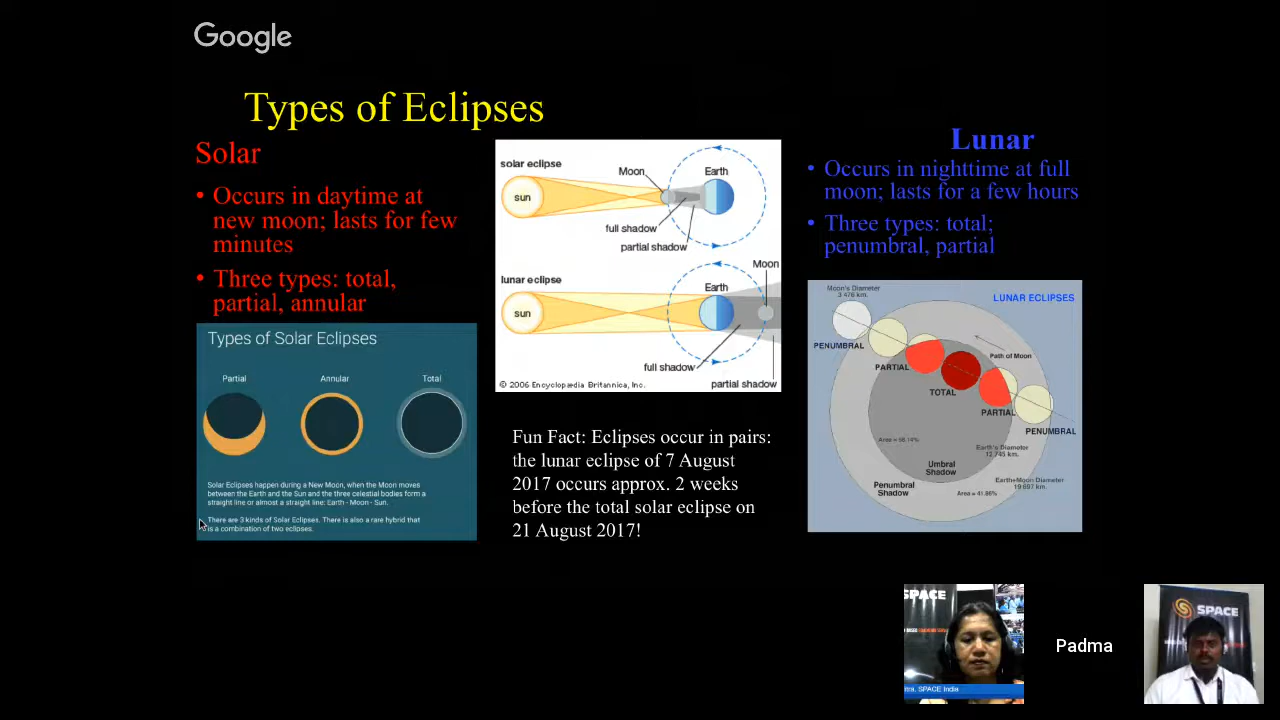 Google
Types of Eclipses
Solar
• Occurs in daytime at
new moon; lasts for few
minutes
• Three types: total,
partial, annular
Types of Solar Eclipses
Partial
Annular
Total
Solar Eclipses happen during a New Moon, when the Moon moves
between the Earth and the Sun and the three celestial bodies form a
straight line or almost a straight line: Earth - Moon - Sun.
There are 3 kinds of Solar Eclipses. There is also a rare hybrid that
is a combination of two eclipses.
solar eclipse
Moon
Earth
sun
full shadow
partial shadow
lunar eclipse
Moon
Earth
sun
full shadow
partial shadow
© 2006 Encyclopædia Britannica, Inc.
Fun Fact: Eclipses occur in pairs:
the lunar eclipse of 7 August
2017 occurs approx. 2 weeks
before the total solar eclipse on
21 August 2017!
Lunar
• Occurs in nighttime at full
moon; lasts for a few hours
• Three types: total;
penumbral, partial
Moon's Diameter
3 476 km.
LUNAR ECLIPSES
PENUMBRAL
PARTIAL
Path of Moon
TOTAL
PARTIAL
PENUMBRAL
Area = 58.14%
Earth's Diameter
12 745 km.
Umbral
Shadow
Earth+Moon Diameter
19 697 km.
Penumbral
Shadow
Area = 41.86%
SPACE
SPACE India
Padma
SPACE